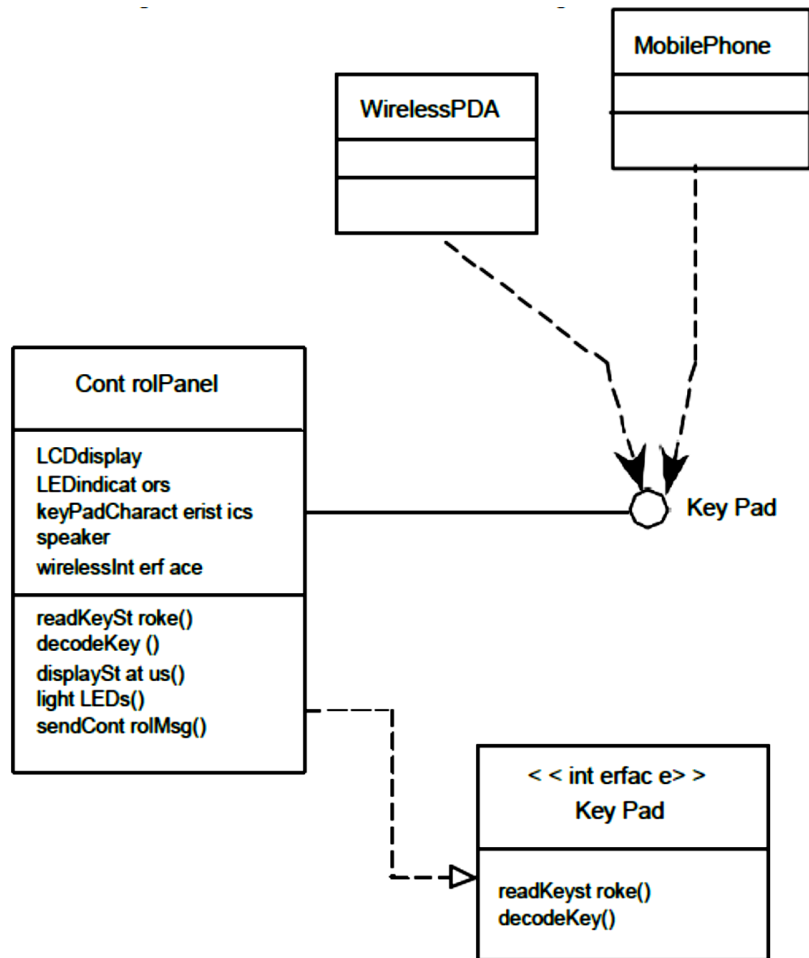 MobilePhone
WirelessPDA
Cont rolPanel
LCDdisplay
LEDindicat ors
keyPadCharact erist ics
speaker
wirelessInt erf ace
Key Pad
readKeySt roke()
decodeKey ()
displaySt at us()
light LEDs()
sendCont rolMsg()
< < int erfac e> >
Key Pad
readKeyst roke()
decodeKey()